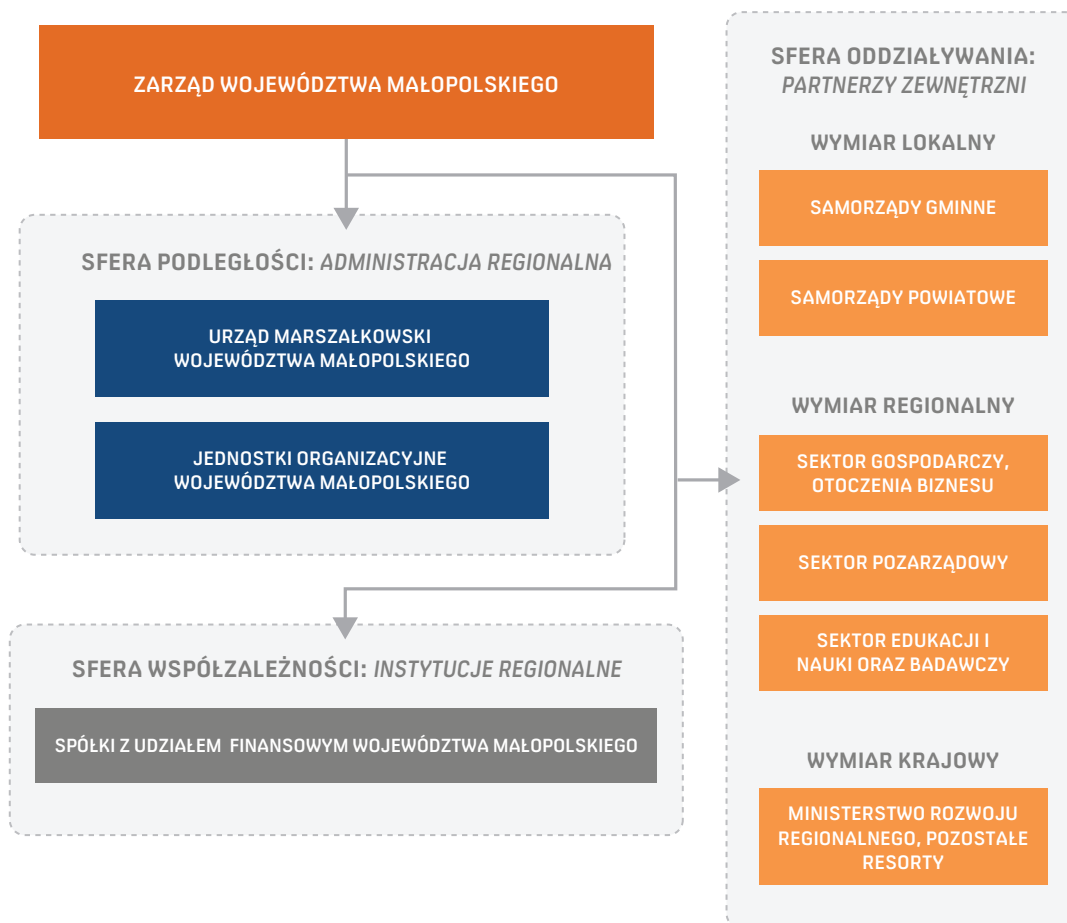 ZARZĄD WOJEWÓDZTWA MAŁOPOLSKIEGO
SFERA PODLEGŁOŚCI: ADMINISTRACJA REGIONALNA
URZĄD MARSZAŁKOWSKI
WOJEWÓDZTWA MAŁOPOLSKIEGO
JEDNOSTKI ORGANIZACYJNE
WOJEWÓDZTWA MAŁOPOLSKIEGO
SFERA WSPÓŁZALEŻNOŚCI: INSTYTUCJE REGIONALNE
SPÓŁKI Z UDZIAŁEM FINANSOWYM WOJEWÓDZTWA MAŁOPOLSKIEGO
SFERA ODDZIAŁYWANIA:
PARTNERZY ZEWNĘTRZNI
WYMIAR LOKALNY
SAMORZĄDY GMINNE
SAMORZĄDY POWIATOWE
WYMIAR REGIONALNY
SEKTOR GOSPODARCZY,
OTOCZENIA BIZNESU
SEKTOR POZARZĄDOWY
SEKTOR EDUKACJI I
NAUKI ORAZ BADAWCZY
WYMIAR KRAJOWY
MINISTERSTWO ROZWOJU
REGIONALNEGO, POZOSTAŁE
RESORTY